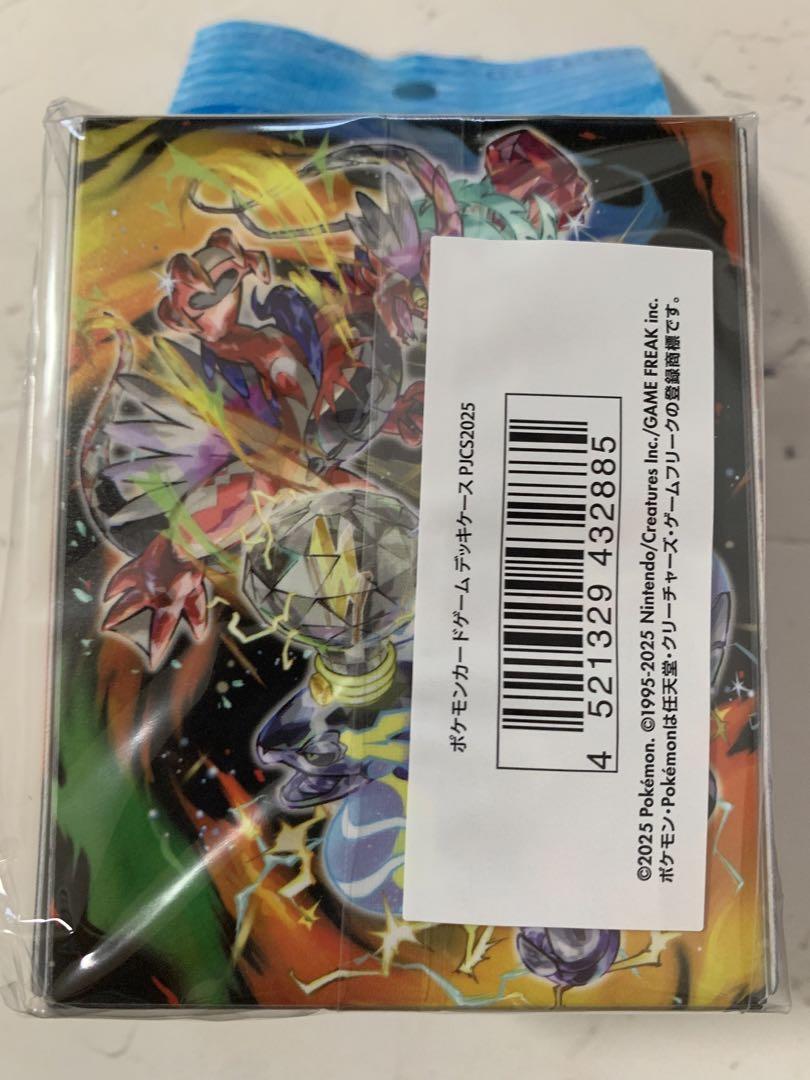 ポケモンカードゲーム デッキケース PJCS2025
4 521329 432885
©2025 Pokémon. ©1995-2025 Nintendo/Creatures Inc./GAME FREAK inc.
ポケモン・Pokémonは任天堂・クリーチャーズ・ゲームフリークの登録商標です。